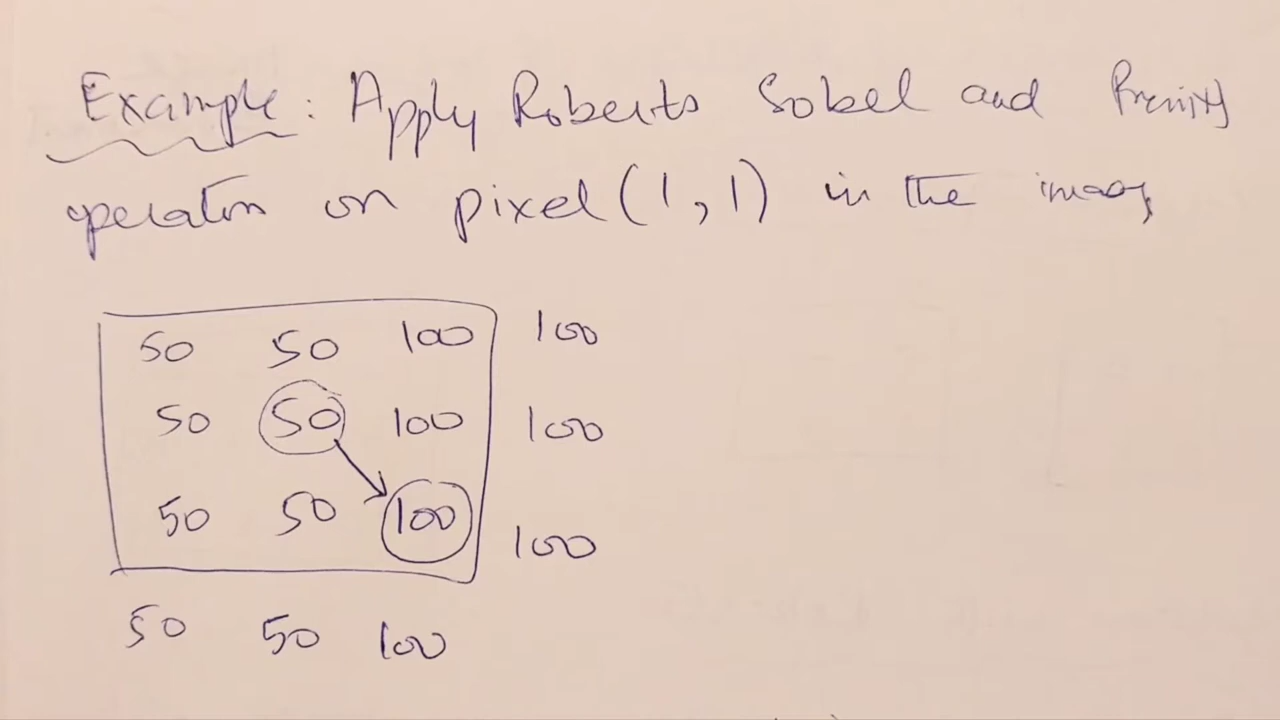 Example: Apply Roberts Sobel and Prewitt
operator on pixel(1,1) in the image
50 50 100 100
50 50 100 100
50 50 100 100
50 50 100